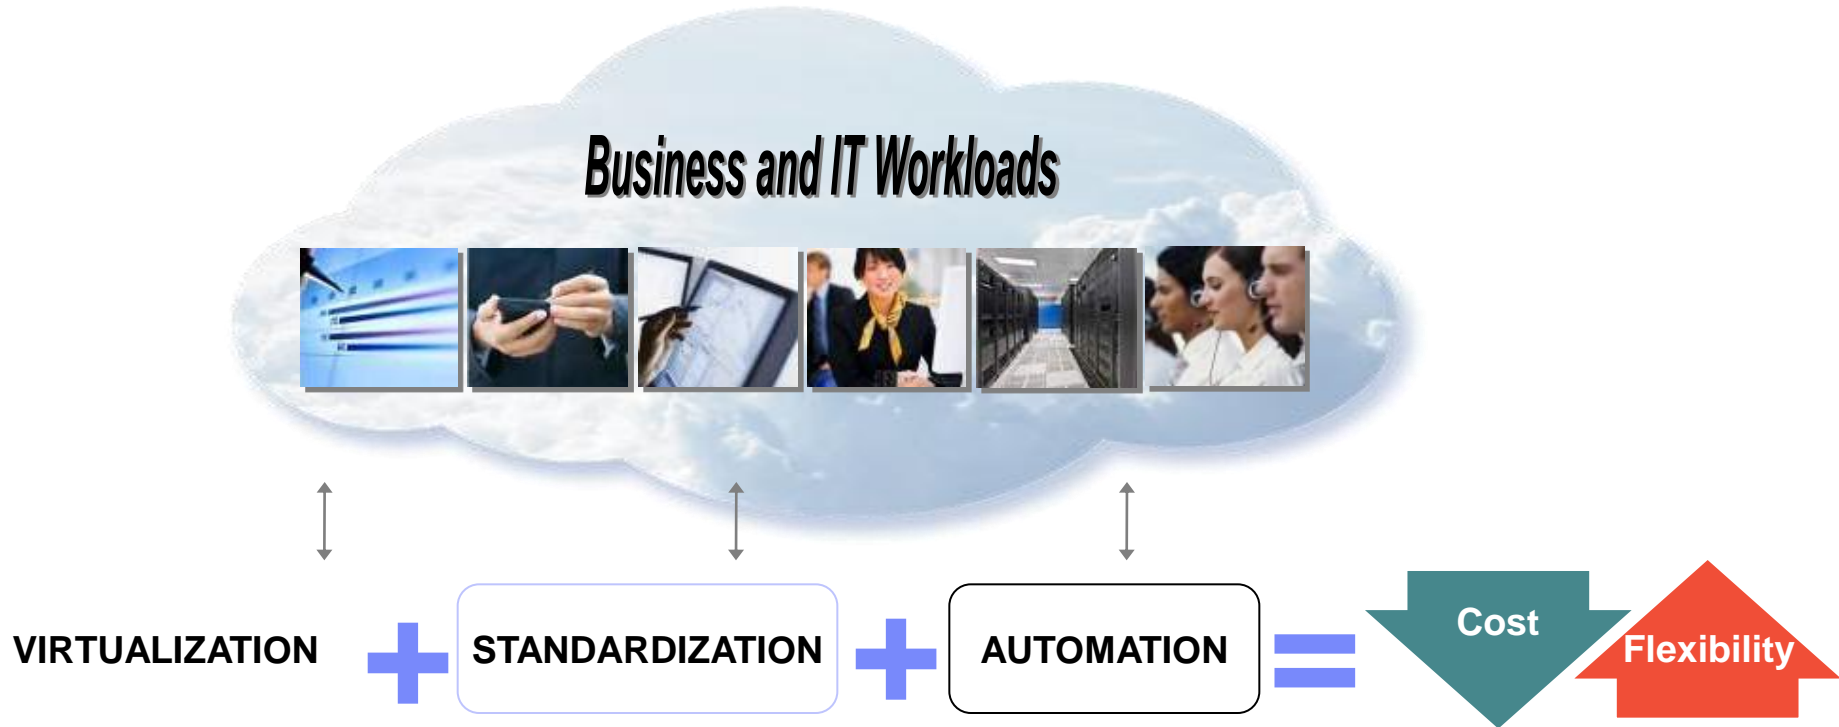 Business and IT Workloads
VIRTUALIZATION + STANDARDIZATION + AUTOMATION =
Cost
Flexibility